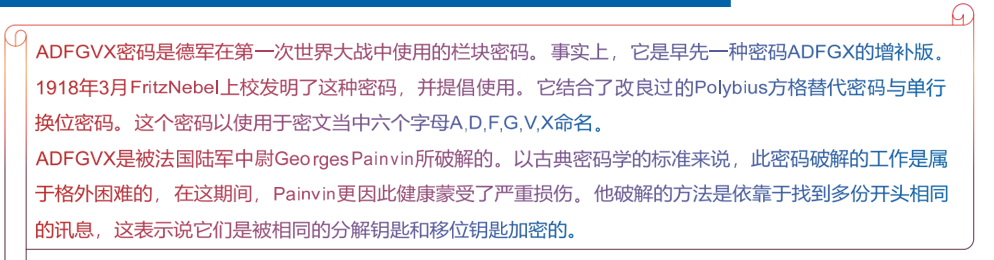 ADFGVX密码是德军在第一次世界大战中使用的栏块密码。事实上，它是早先一种密码ADFGX的增补版。
1918年3月FritzNebel上校发明了这种密码，并提倡使用。它结合了改良过的Polybius方格替代密码与单行
换位密码。这个密码以使用于密文当中六个字母A,D,F,G,V,X命名。
ADFGVX是被法国陆军中尉GeorgesPainvin所破解的。以古典密码学的标准来说，此密码破解的工作是属
于格外困难的，在这期间，Painvin更因此健康蒙受了严重损伤。他破解的方法是依靠于找到多份开头相同
的讯息，这表示说它们是被相同的分解钥匙和移位钥匙加密的。